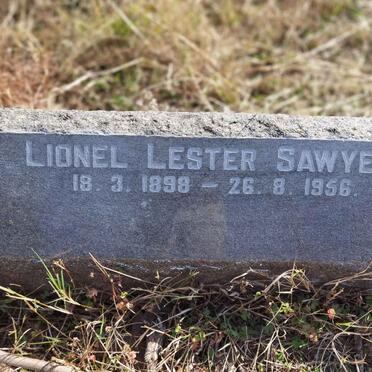 LIONEL LESTER SAWYE
18. 3. 1898 – 26. 8. 1956.